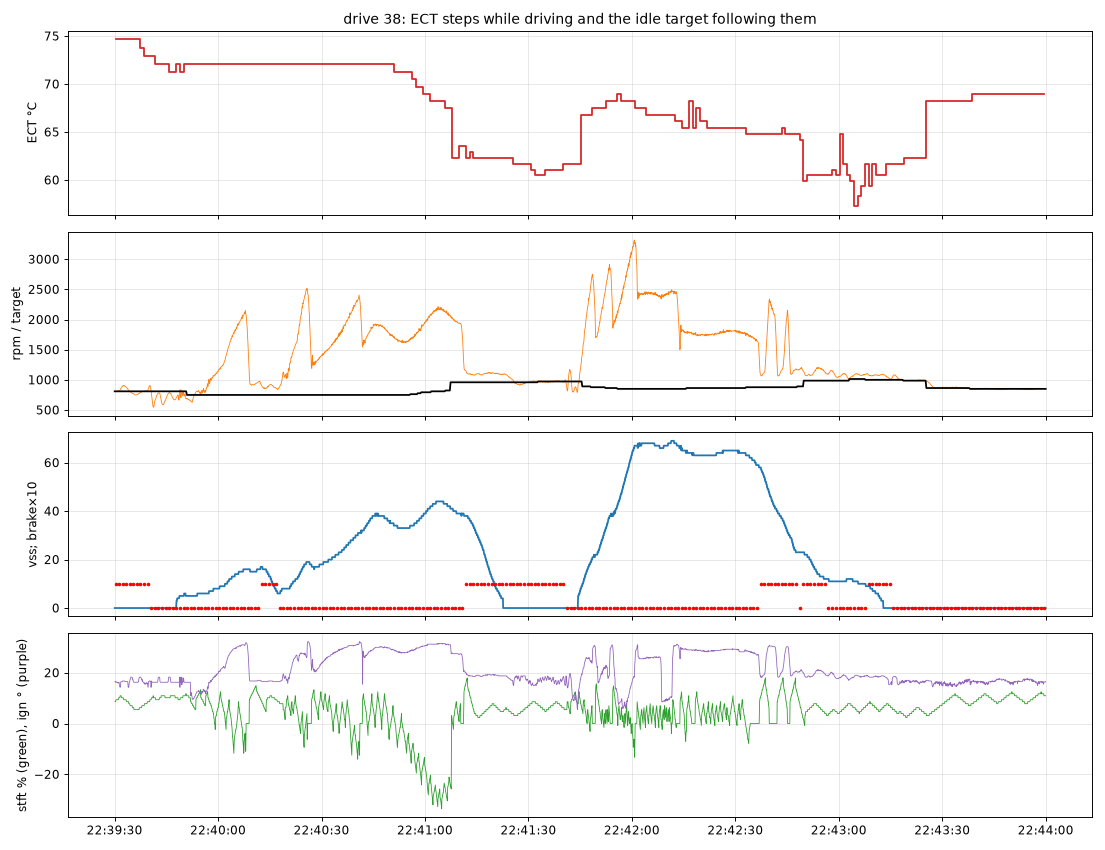 drive 38: ECT steps while driving and the idle target following them
ECT °C
75
70
65
60
rpm / target
3000
2500
2000
1500
1000
500
vss; brake×10
60
40
20
0
stft % (green), ign ° (purple)
20
0
−20
22:39:30 22:40:00 22:40:30 22:41:00 22:41:30 22:42:00 22:42:30 22:43:00 22:43:30 22:44:00